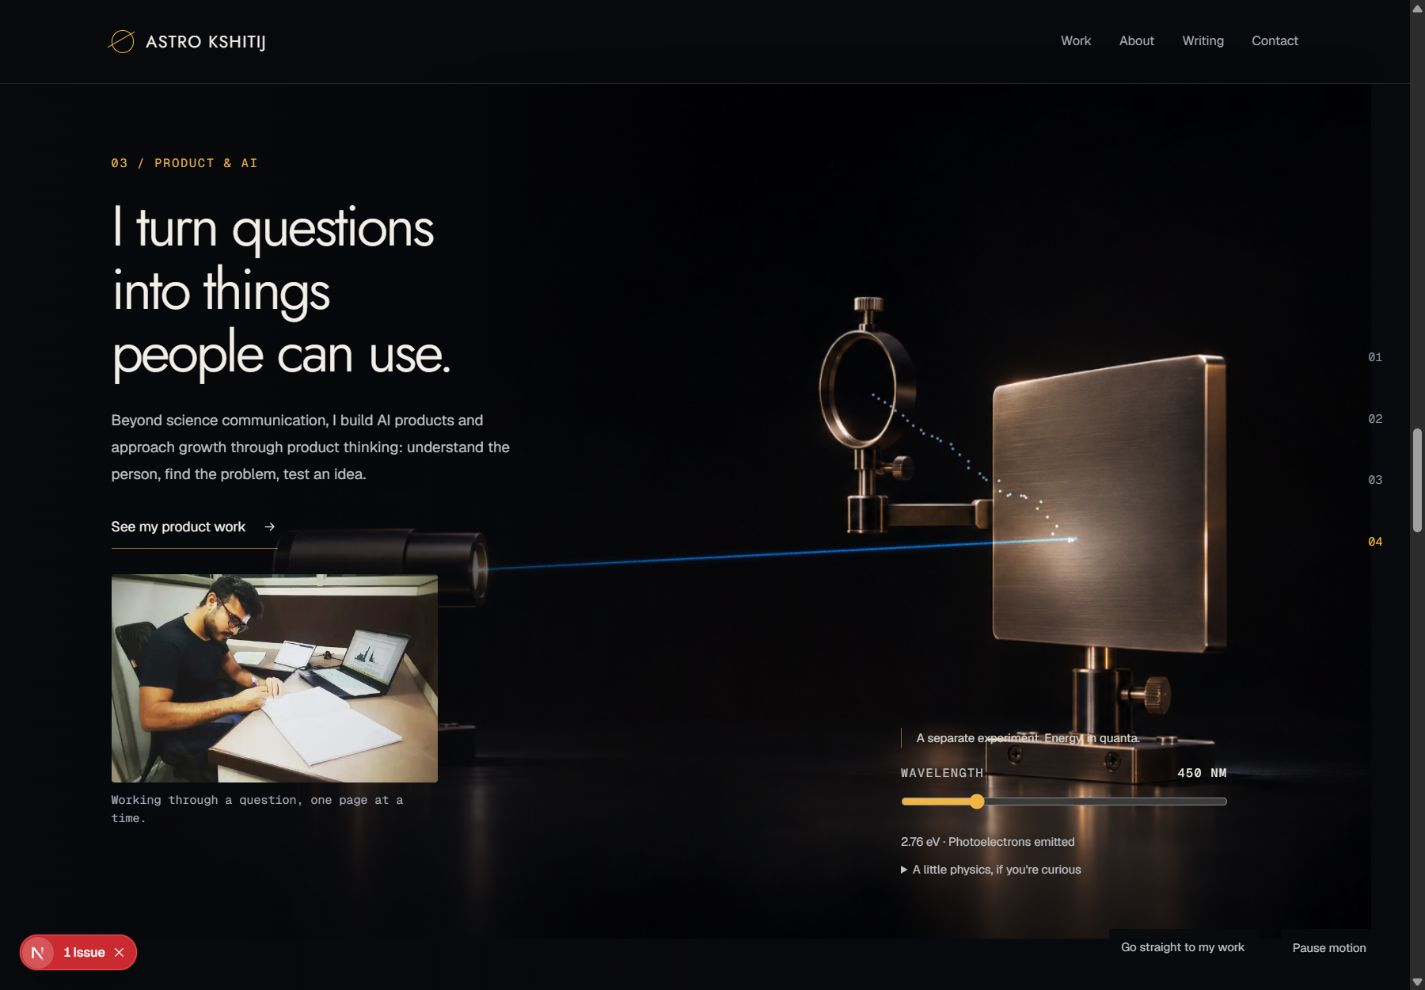 ASTRO KSHITIJ
Work
About
Writing
Contact
03 / PRODUCT & AI
I turn questions
into things
people can use.
Beyond science communication, I build AI products and
approach growth through product thinking: understand the
person, find the problem, test an idea.
See my product work →
Working through a question, one page at a
time.
01
02
03
04
A separate experiment. Energy in quanta.
WAVELENGTH 450 NM
2.76 eV · Photoelectrons emitted
▶ A little physics, if you're curious
N 1 Issue ×
Go straight to my work
Pause motion